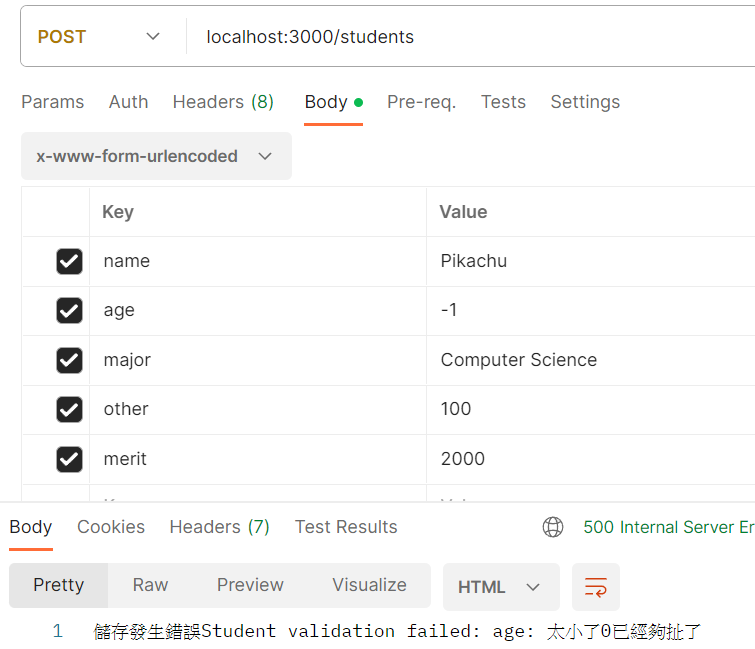 POST localhost:3000/students
Params Auth Headers (8) Body Pre-req. Tests Settings
x-www-form-urlencoded
Key Value
name Pikachu
age -1
major Computer Science
other 100
merit 2000
Body Cookies Headers (7) Test Results 500 Internal Server Er
Pretty Raw Preview Visualize HTML
1 儲存發生錯誤Student validation failed: age: 太小了0已經夠扯了